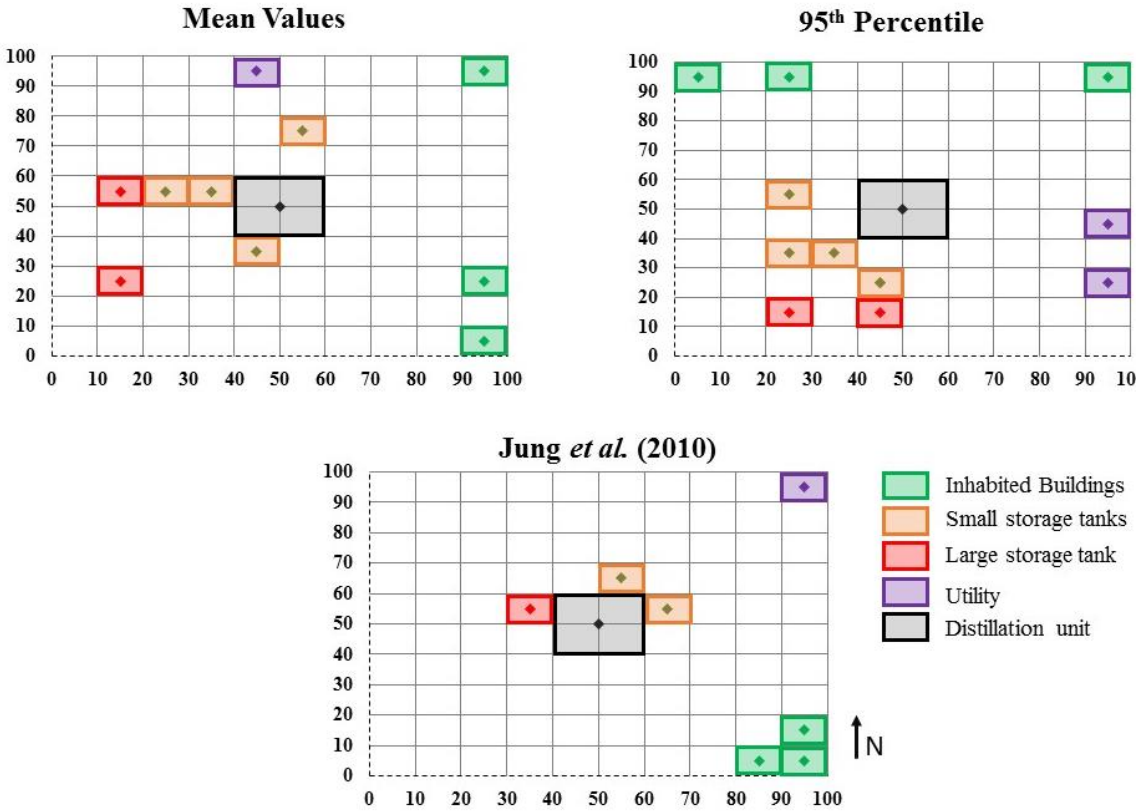 Mean Values
100
90
80
70
60
50
40
30
20
10
0
0 10 20 30 40 50 60 70 80 90 100
95th Percentile
100
90
80
70
60
50
40
30
20
10
0
0 10 20 30 40 50 60 70 80 90 10
Jung et al. (2010)
100
90
80
70
60
50
40
30
20
10
0
0 10 20 30 40 50 60 70 80 90 100
N
Inhabited Buildings
Small storage tanks
Large storage tank
Utility
Distillation unit